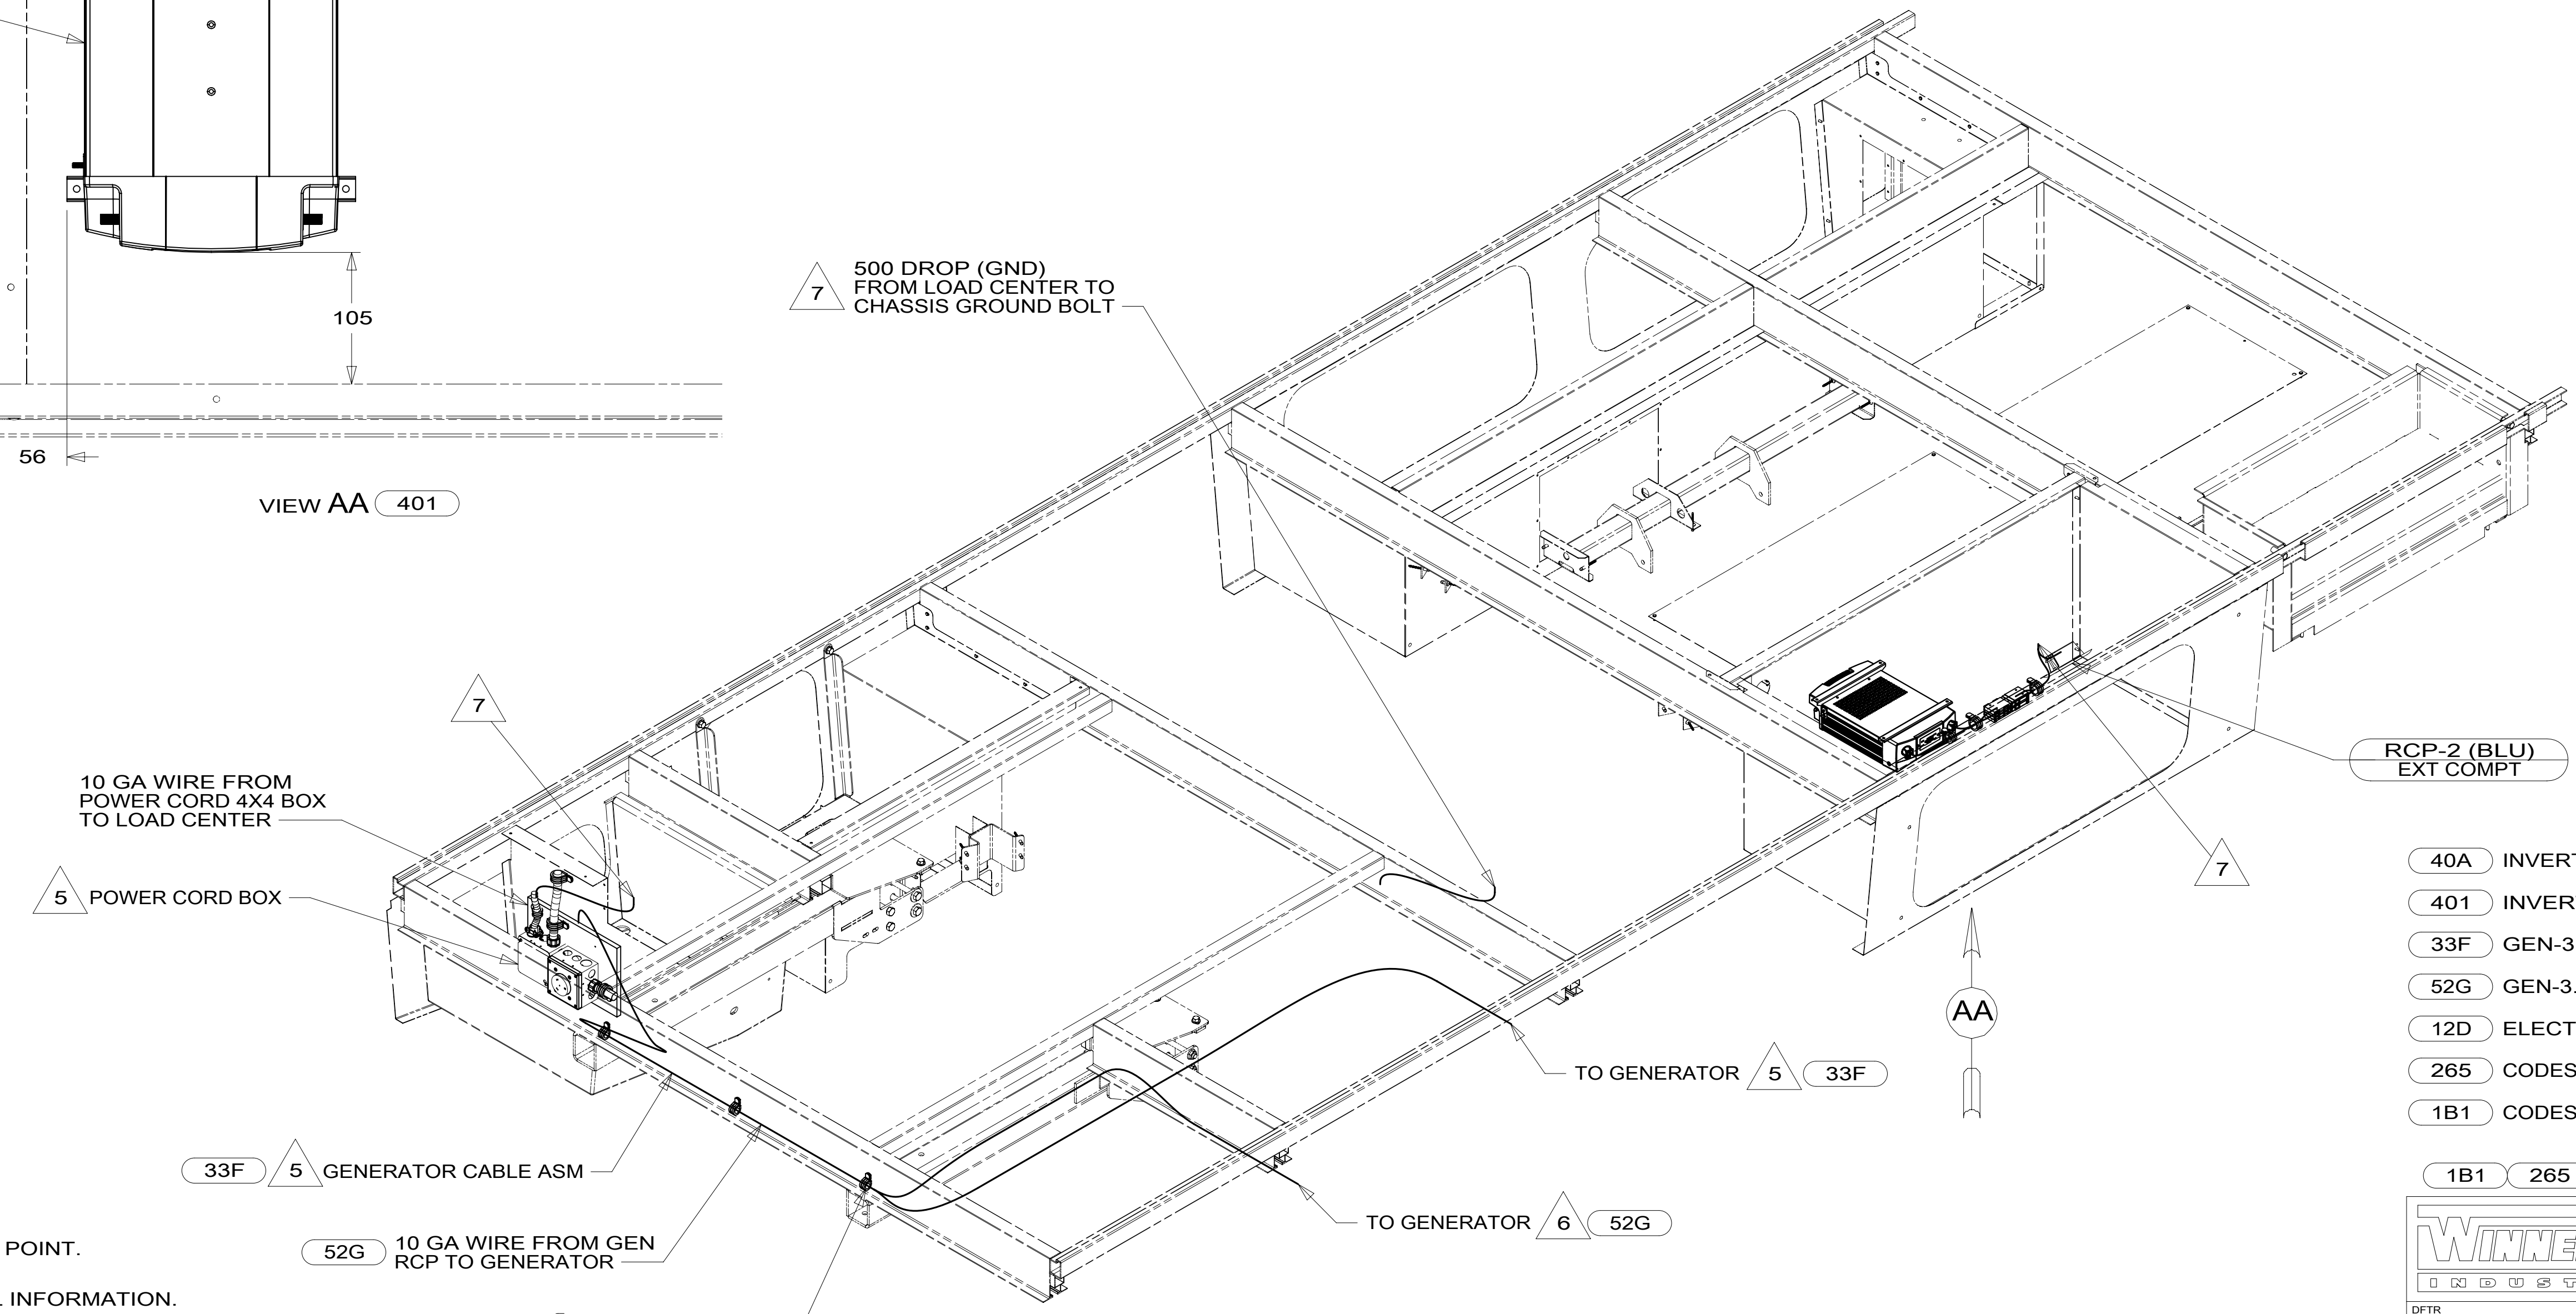 105
56
VIEW AA 401
7
500 DROP (GND)
FROM LOAD CENTER TO
CHASSIS GROUND BOLT
7
10 GA WIRE FROM
POWER CORD 4X4 BOX
TO LOAD CENTER
5 POWER CORD BOX
RCP-2 (BLU)
EXT COMPT
7
AA
TO GENERATOR 5 33F
33F 5 GENERATOR CABLE ASM
TO GENERATOR 6 52G
52G 10 GA WIRE FROM GEN
RCP TO GENERATOR
POINT.
INFORMATION.
40A INVERT
401 INVER
33F GEN-3
52G GEN-3.
12D ELECT
265 CODES
1B1 CODES
1B1 265
WINNE
INDUST
DFTR